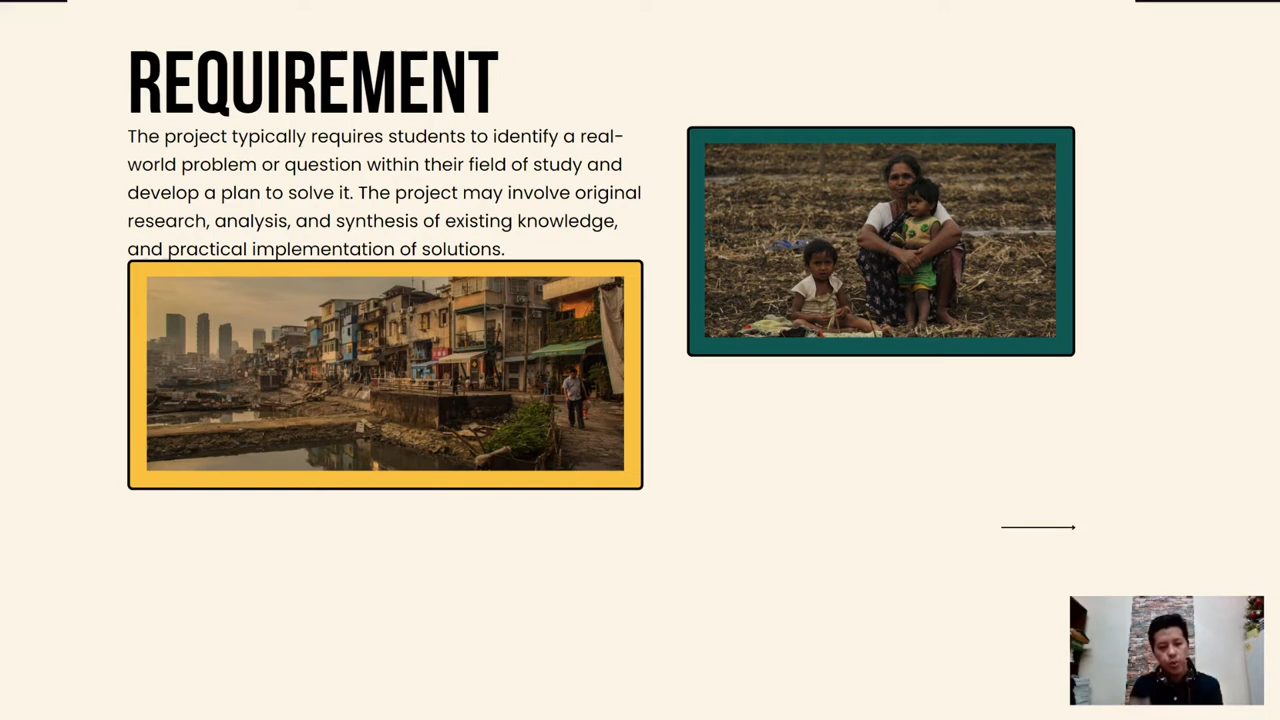 REQUIREMENT
The project typically requires students to identify a real-
world problem or question within their field of study and
develop a plan to solve it. The project may involve original
research, analysis, and synthesis of existing knowledge,
and practical implementation of solutions.